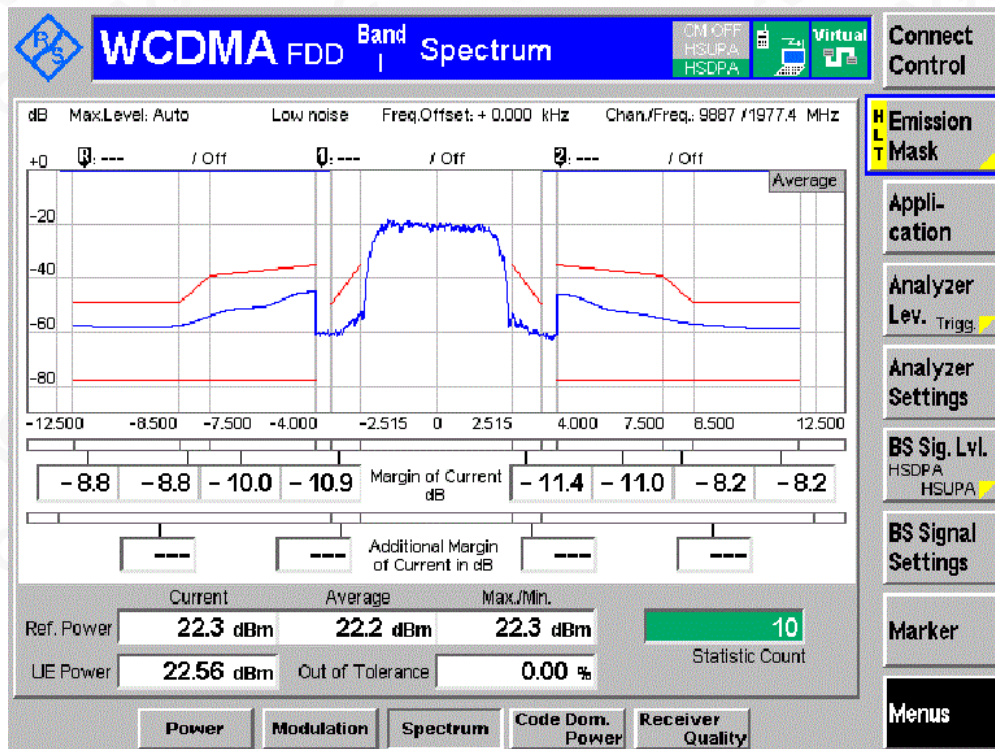 R/S
WCDMA FDD Band I Spectrum
CM OFF
HSUPA
HSDPA
Virtual
Connect Control
dB Max.Level: Auto Low noise Freq.Offset: + 0.000 kHz Chan./Freq.: 9887 / 1977.4 MHz
HLT
Emission Mask
+0 R: --- / Off 1: --- / Off 2: --- / Off
Average
-20
-40
-60
-80
Appli-
cation
Analyzer
Lev. Trigg.
Analyzer
Settings
-12.500 -8.500 -7.500 -4.000 -2.515 0 2.515 4.000 7.500 8.500 12.500
BS Sig. Lvl.
HSDPA
HSUPA
-8.8 -8.8 -10.0 -10.9 Margin of Current dB -11.4 -11.0 -8.2 -8.2
BS Signal
Settings
--- --- Additional Margin of Current in dB --- ---
Current Average Max./Min.
Ref. Power 22.3 dBm 22.2 dBm 22.3 dBm 10
Statistic Count
UE Power 22.56 dBm Out of Tolerance 0.00 %
Marker
Menus
Power Modulation Spectrum Code Dom. Power Receiver Quality